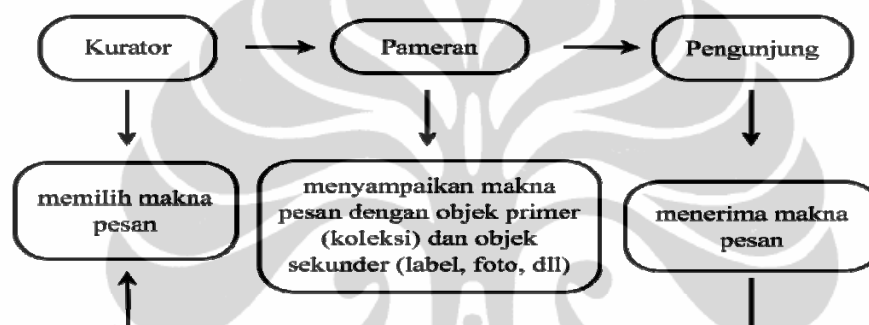 Kurator
Pameran
Pengunjung
memilih makna
pesan
menyampaikan makna
pesan dengan objek primer
(koleksi) dan objek
sekunder (label, foto, dll)
menerima makna
pesan